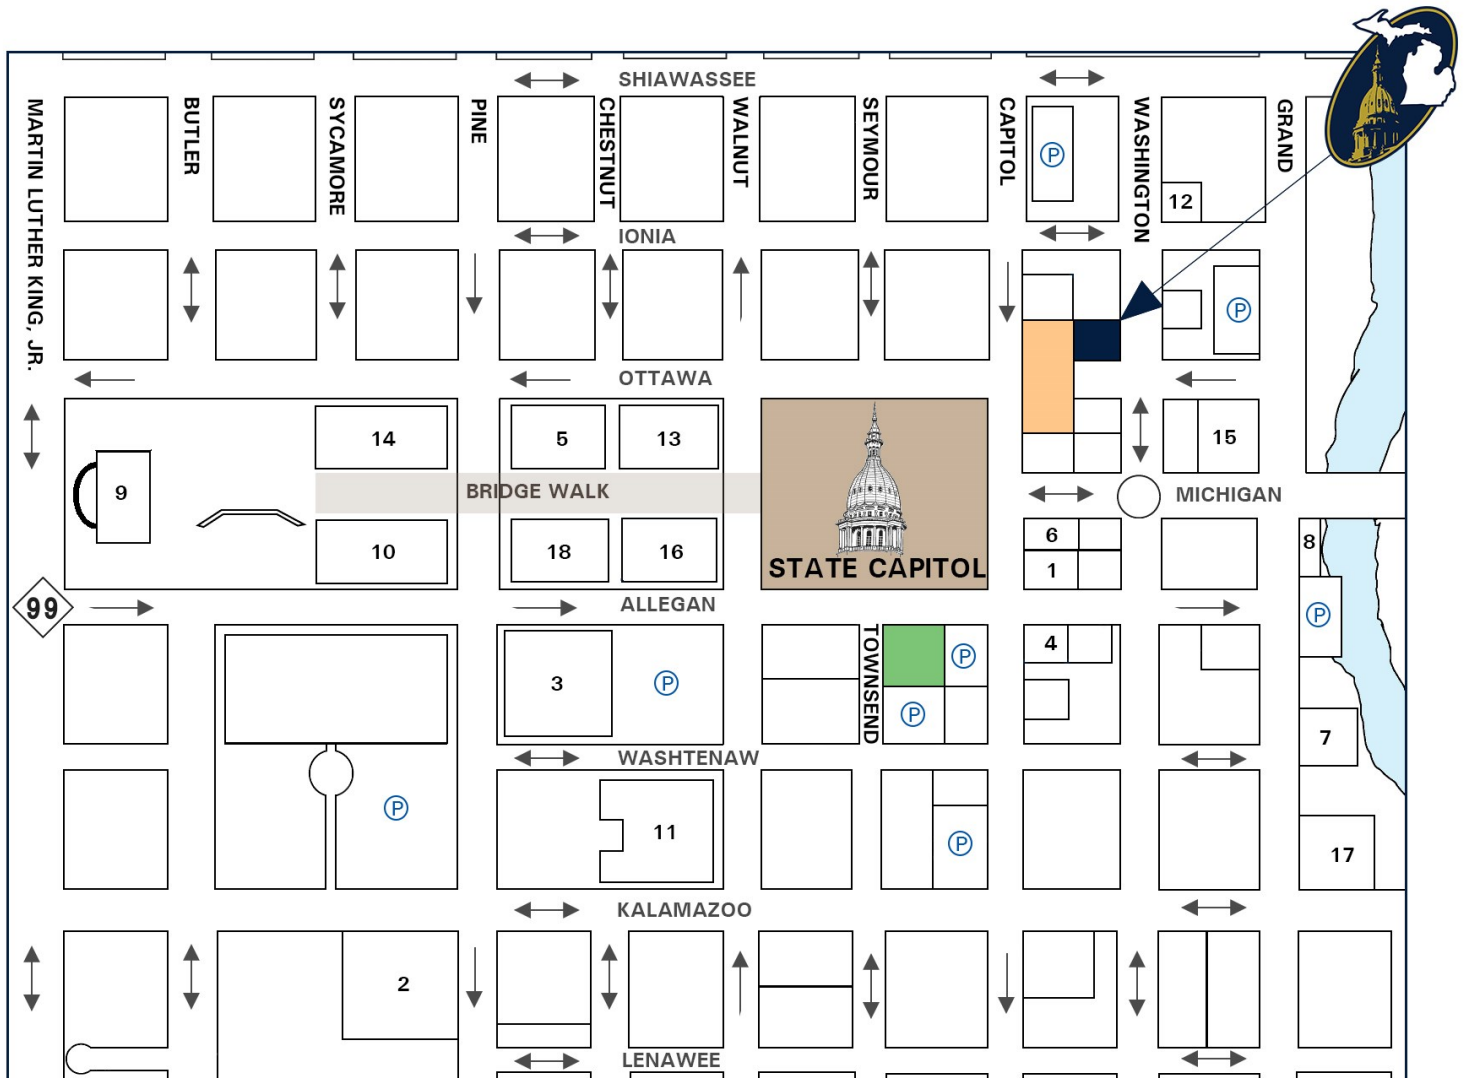 SHIAWASSEE
MARTIN LUTHER KING, JR.
BUTLER
SYCAMORE
PINE
CHESTNUT
WALNUT
SEYMOUR
CAPITOL
WASHINGTON
GRAND
P
12
IONIA
P
OTTAWA
14
5
13
15
9
BRIDGE WALK
MICHIGAN
10
18
16
STATE CAPITOL
6
1
8
99
ALLEGAN
P
TOWNSEND
3
P
P
P
4
7
WASHTENAW
P
11
P
17
KALAMAZOO
2
LENAWEE